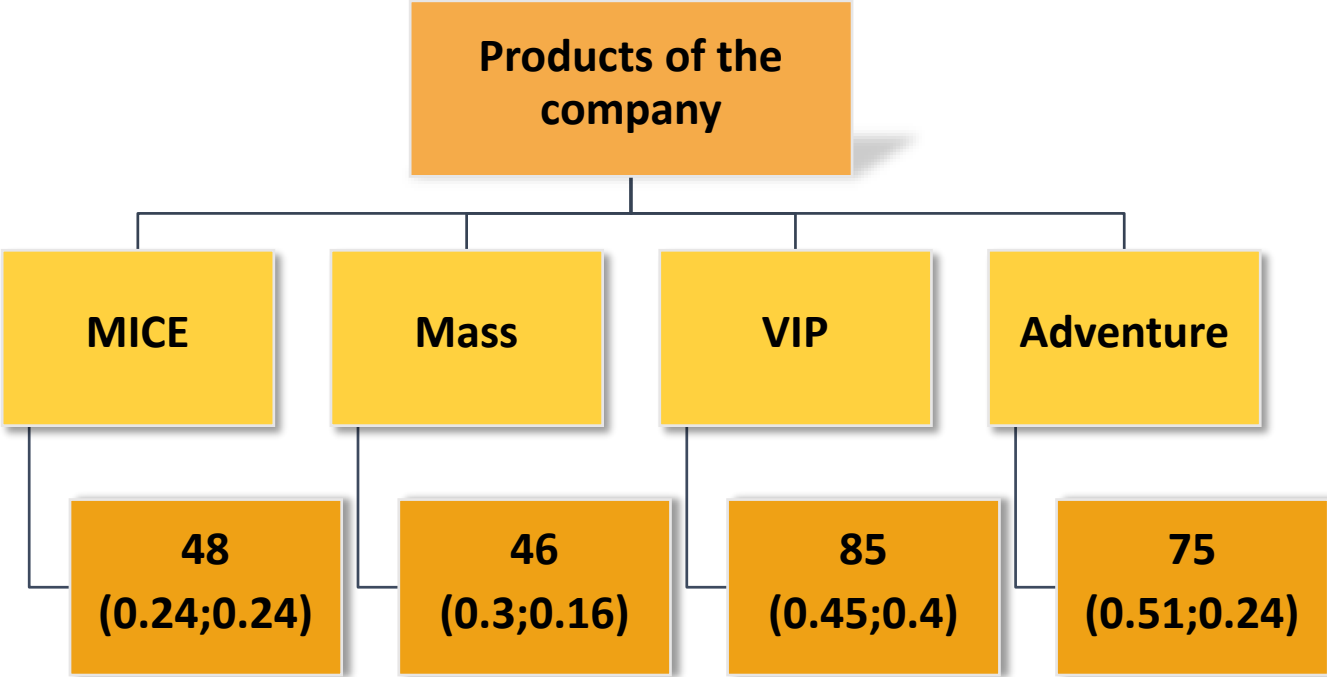 Products of the
company
MICE
Mass
VIP
Adventure
48
(0.24;0.24)
46
(0.3;0.16)
85
(0.45;0.4)
75
(0.51;0.24)